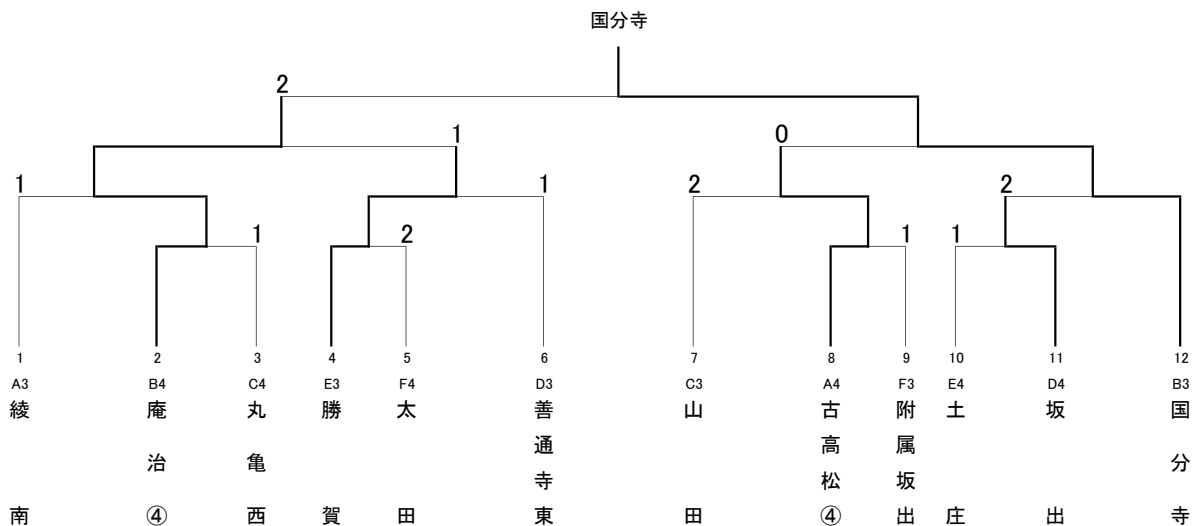 国分寺
2
1
0
1
1
2
2
1
2
1
1
1
2
3
4
5
6
7
8
9
10
11
12
A3
B4
C4
E3
F4
D3
C3
A4
F3
E4
D4
B3
綾南
庵治④
丸亀西
勝賀
太田
善通寺東
山田
古高松④
附属坂出
土庄
坂出
国分寺